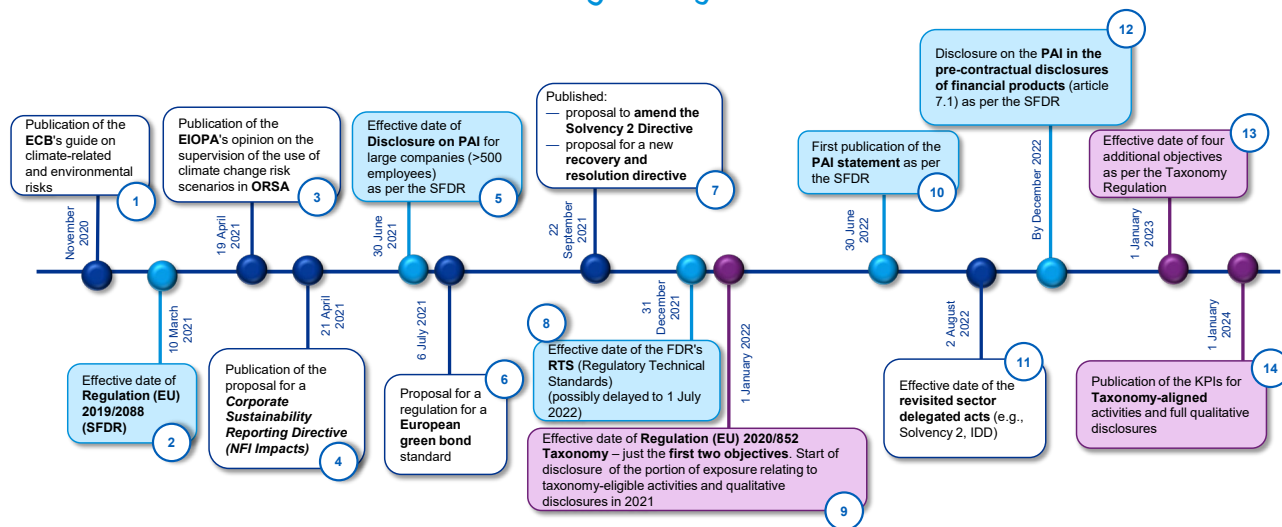 Publication of the
ECB's guide on
climate-related
and environmental
risks
1
November
2020
10 March
2021
Effective date of
Regulation (EU)
2019/2088
(SFDR)
2
Publication of the
EIOPA's opinion on the
supervision of the use of
climate change risk
scenarios in ORSA
3
19 April
2021
21 April
2021
Publication of the
proposal for a
Corporate
Sustainability
Reporting Directive
(NFI Impacts)
4
Effective date of
Disclosure on PAI for
large companies (>500
employees)
as per the SFDR
5
30 June
2021
6 July 2021
6
Proposal for a
regulation for a
European
green bond
standard
Published:
— proposal to amend the
Solvency 2 Directive
— proposal for a new
recovery and
resolution directive
7
22
September
2021
31
December
2021
8
Effective date of the FDR's
RTS (Regulatory Technical
Standards)
(possibly delayed to 1 July
2022)
1 January 2022
Effective date of Regulation (EU) 2020/852
Taxonomy – just the first two objectives. Start of
disclosure of the portion of exposure relating to
taxonomy-eligible activities and qualitative
disclosures in 2021
9
First publication of the
PAI statement as per
the SFDR
10
30 June
2022
2 August
2022
11
Effective date of the
revisited sector
delegated acts (e.g.,
Solvency 2, IDD)
12
Disclosure on the PAI in the
pre-contractual disclosures
of financial products (article
7.1) as per the SFDR
By December 2022
13
Effective date of four
additional objectives
as per the Taxonomy
Regulation
1 January
2023
1 January
2024
14
Publication of the KPIs for
Taxonomy-aligned
activities and full qualitative
disclosures